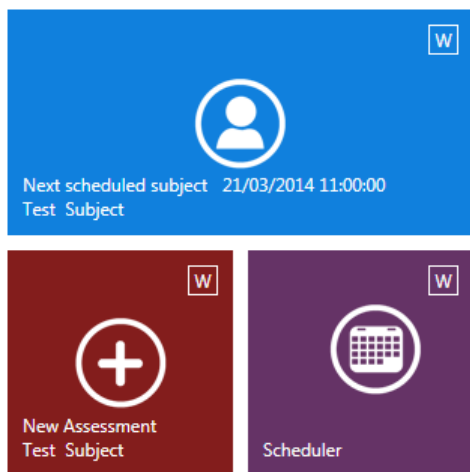 W
Next scheduled subject 21/03/2014 11:00:00
Test Subject
W
New Assessment
Test Subject
W
Scheduler